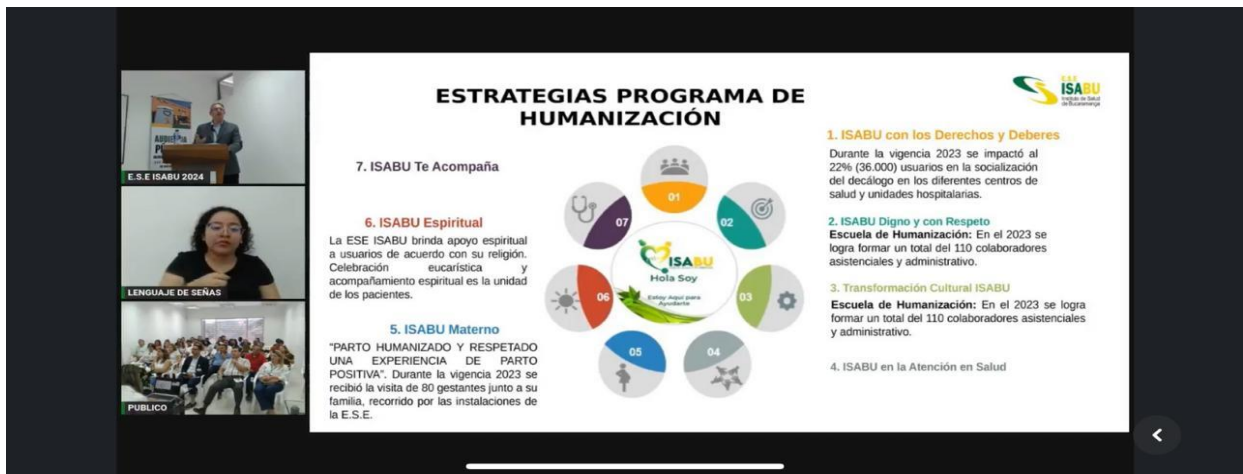 E.S.E ISABU 2024
LENGUAJE DE SEÑAS
PUBLICO
ESTRATEGIAS PROGRAMA DE
HUMANIZACIÓN
E.S.E
ISABU
Instituto de Salud
de Bucaramanga
7. ISABU Te Acompaña
6. ISABU Espiritual
La ESE ISABU brinda apoyo espiritual
a usuarios de acuerdo con su religión.
Celebración eucarística y
acompañamiento espiritual es la unidad
de los pacientes.
5. ISABU Materno
"PARTO HUMANIZADO Y RESPETADO
UNA EXPERIENCIA DE PARTO
POSITIVA". Durante la vigencia 2023 se
recibió la visita de 80 gestantes junto a su
familia, recorrido por las instalaciones de
la E.S.E.
01
02
03
04
05
06
07
ISABU
Hola Soy
Estoy Aquí para
Ayudarte
1. ISABU con los Derechos y Deberes
Durante la vigencia 2023 se impactó al
22% (36.000) usuarios en la socialización
del decálogo en los diferentes centros de
salud y unidades hospitalarias.
2. ISABU Digno y con Respeto
Escuela de Humanización: En el 2023 se
logra formar un total del 110 colaboradores
asistenciales y administrativo.
3. Transformación Cultural ISABU
Escuela de Humanización: En el 2023 se logra
formar un total del 110 colaboradores asistenciales
y administrativo.
4. ISABU en la Atención en Salud